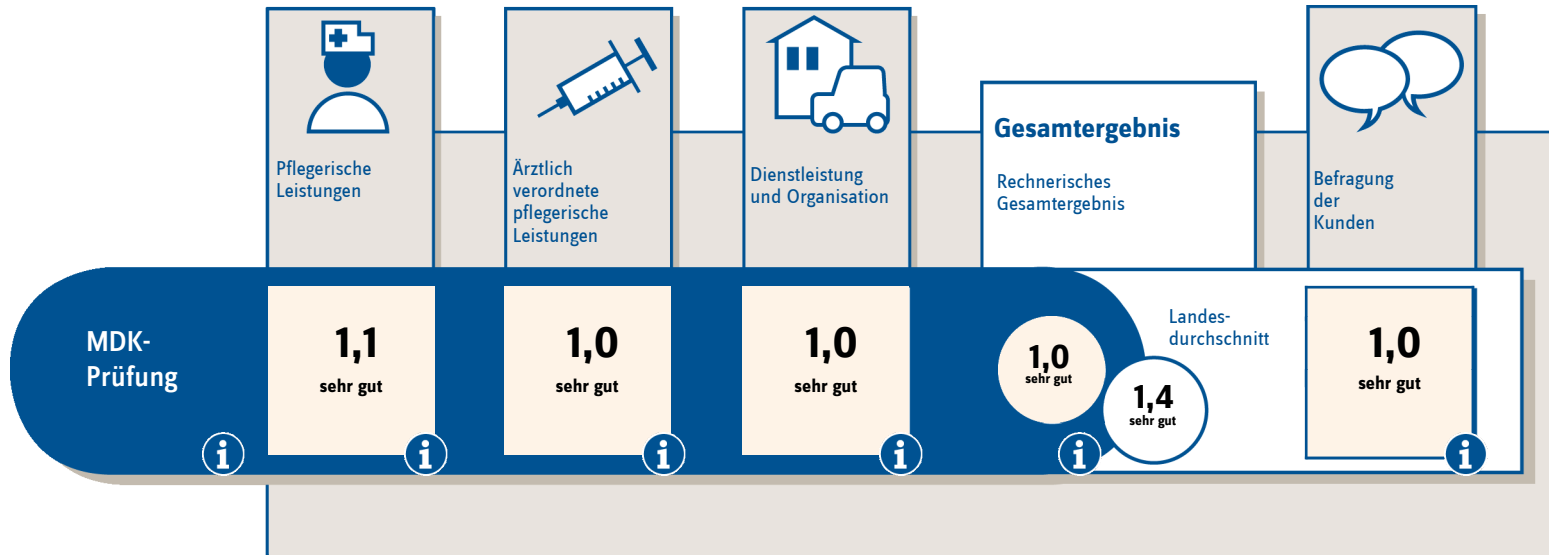 Pflegerische
Leistungen
Ärztlich
verordnete
pflegerische
Leistungen
Dienstleistung
und Organisation
Gesamtergebnis
Rechnerisches
Gesamtergebnis
Befragung
der
Kunden
MDK-
Prüfung
1,1
sehr gut
1,0
sehr gut
1,0
sehr gut
1,0
sehr gut
Landes-
durchschnitt
1,4
sehr gut
1,0
sehr gut
i
i
i
i
i
i